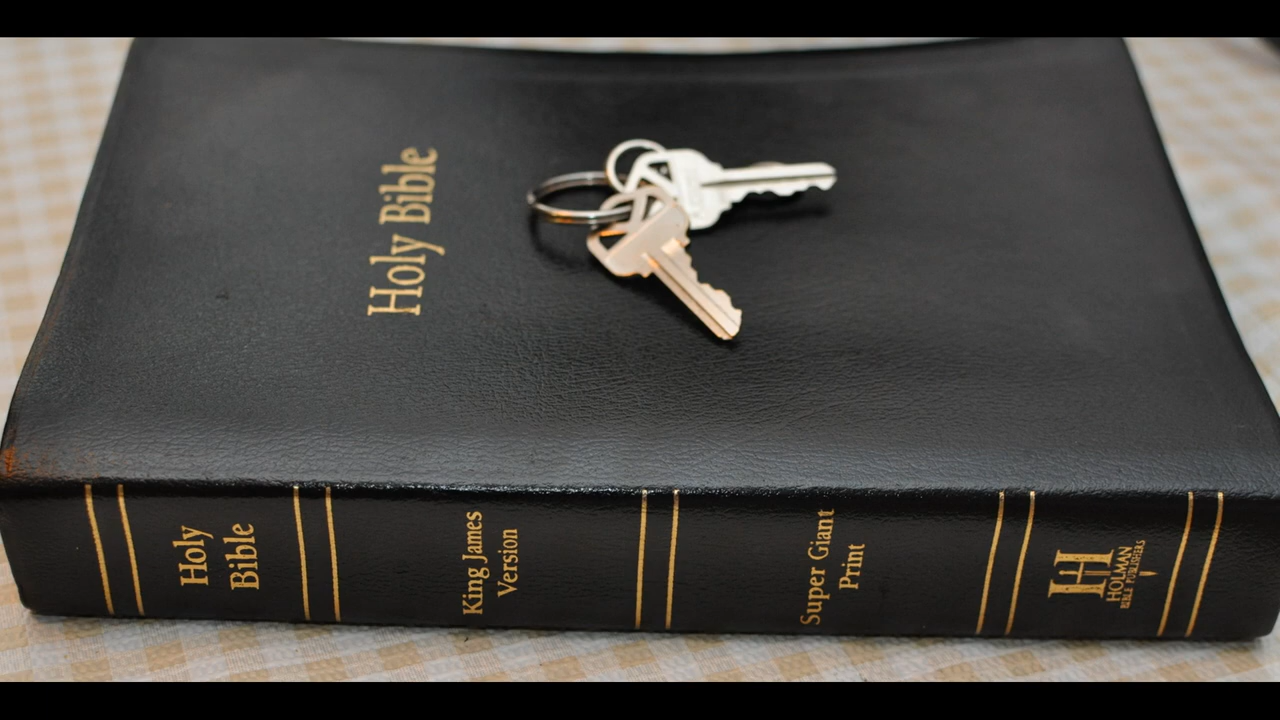 Holy Bible
Holy
Bible
King James
Version
Super Giant
Print
H
HOLMAN
BIBLE PUBLISHERS